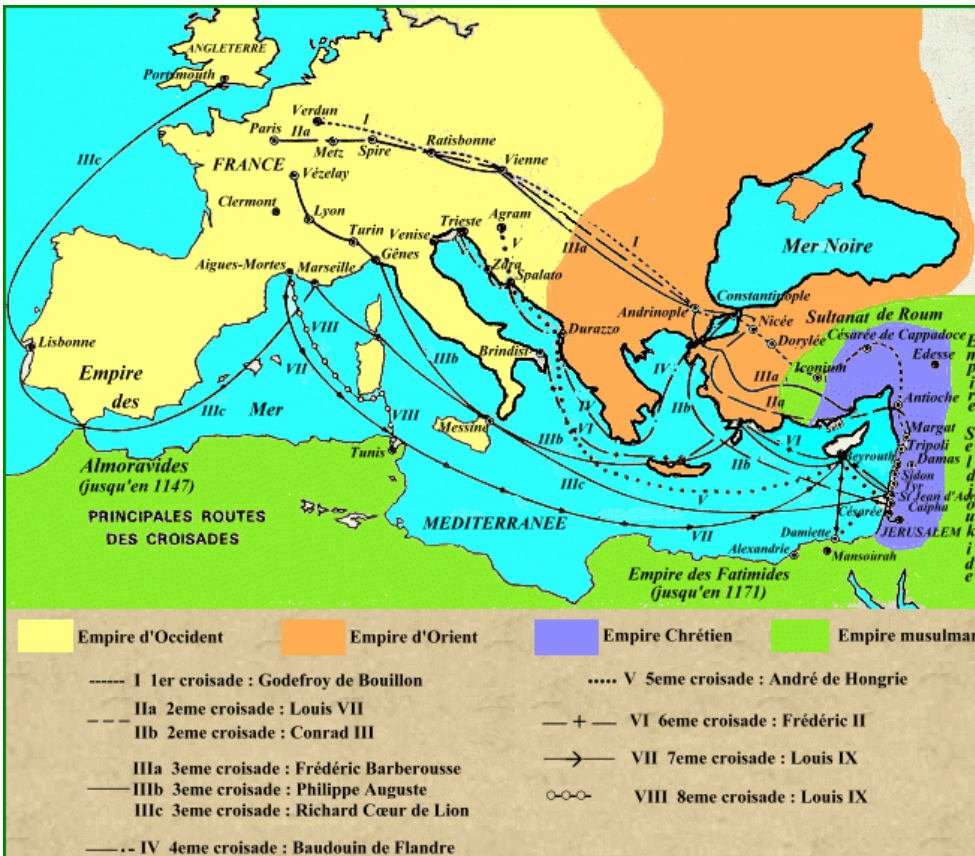 ANGLETERRE
Portsmouth
Verdun
I
Paris
IIa
Metz
Spire
Ratisbonne
Vienne
IIIc
FRANCE
Vézelay
Clermont
Lyon
Turin
Gênes
Venise
Trieste
Agram
V
IIIa
I
Mer Noire
Aigues-Mortes
Marseille
Zara
Spalato
Andrinople
Constantinople
Nicée
Dorylée
Sultanat de Roum
Césarée de Cappadoce
Edesse
Lisbonne
VIII
VII
IIIb
Brindisi
Durazzo
IV
IV
IIb
IIIa
IIa
Iconium
Antioche
Empire
des
Mer
IIIc
VIII
Messine
IIIb
IIIc
IIb
VI
V
Margat
Tripoli
Beyrouth
Damas
Sidon
Tyr
St Jean d'Ac
Caipha
Césarée
JERUSALEM
Empire Seldjoukide
Almoravides
(jusqu'en 1147)
Tunis
PRINCIPALES ROUTES
DES CROISADES
MEDITERRANEE
VII
Damiette
Alexandrie
Mansoùrah
Empire des Fatimides
(jusqu'en 1171)
Empire d'Occident
Empire d'Orient
Empire Chrétien
Empire musulman
I 1er croisade : Godefroy de Bouillon
IIa 2eme croisade : Louis VII
IIb 2eme croisade : Conrad III
IIIa 3eme croisade : Frédéric Barberousse
IIIb 3eme croisade : Philippe Auguste
IIIc 3eme croisade : Richard Cœur de Lion
IV 4eme croisade : Baudouin de Flandre
V 5eme croisade : André de Hongrie
VI 6eme croisade : Frédéric II
VII 7eme croisade : Louis IX
VIII 8eme croisade : Louis IX